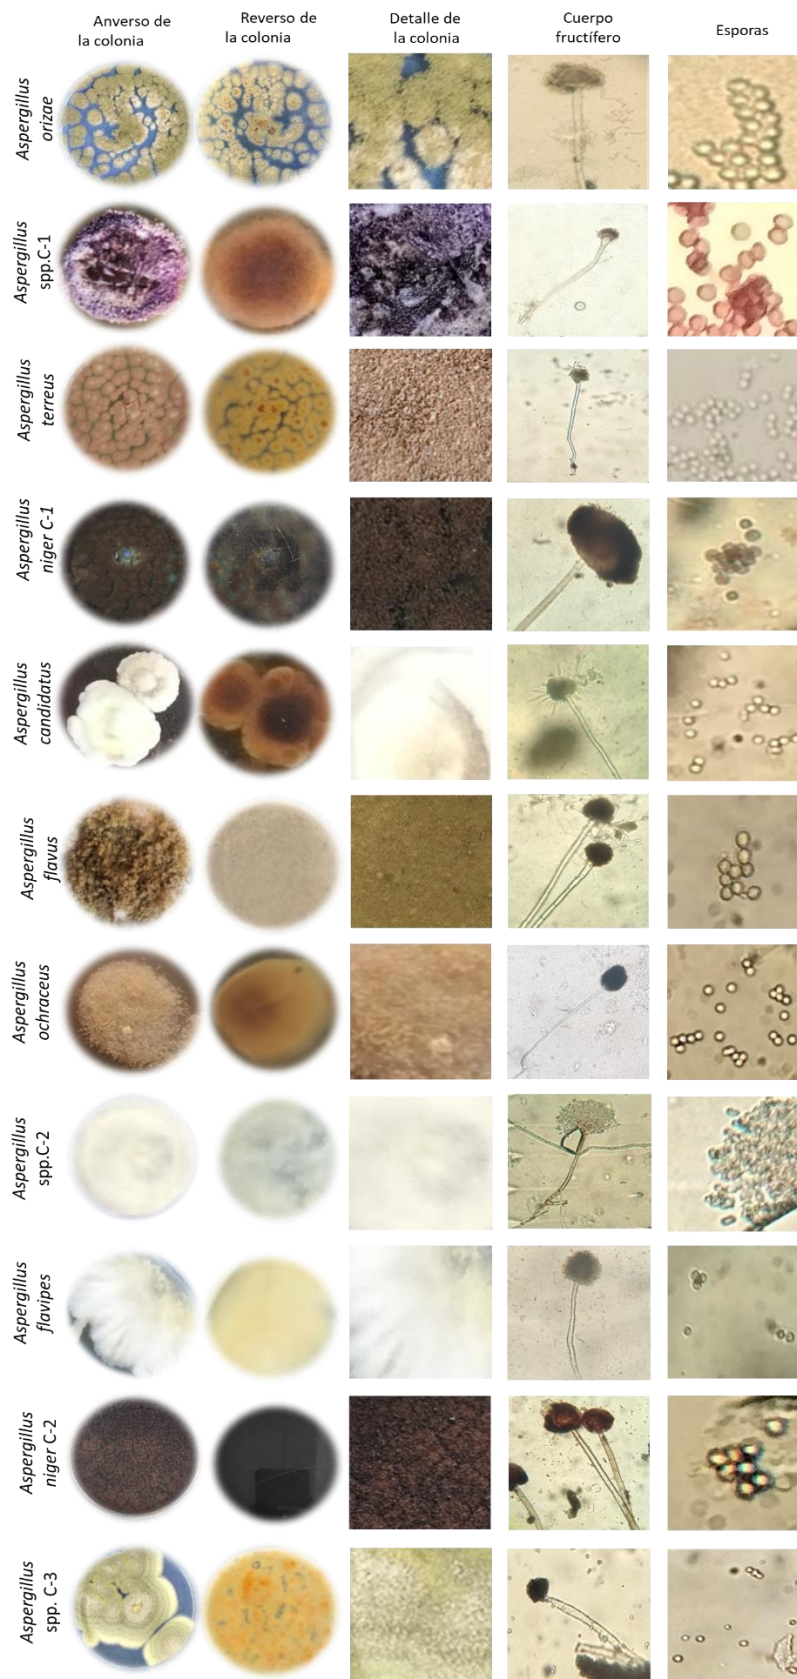 Anverso de
la colonia
Reverso de
la colonia
Detalle de
la colonia
Cuerpo
fructífero
Esporas
Aspergillus
orizae
Aspergillus
spp.C-1
Aspergillus
terreus
Aspergillus
niger C-1
Aspergillus
candidatus
Aspergillus
flavus
Aspergillus
ochraceus
Aspergillus
spp.C-2
Aspergillus
flavipes
Aspergillus
niger C-2
Aspergillus
spp. C-3